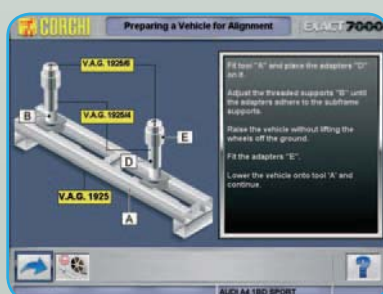 CORGHI
Preparing a Vehicle for Alignment
EXACT 7000
V.A.G. 1925/6
V.A.G. 1925/4
V.A.G. 1925
B
E
D
A
Fit tool "A" and place the adapters "D"
on it.
Adjust the threaded supports "B" until
the adapters adhere to the subframe
supports.
Raise the vehicle without lifting the
wheels off the ground.
Fit the adapters "E".
Lower the vehicle onto tool 'A' and
continue.
AUDI A4 1BD SPORT